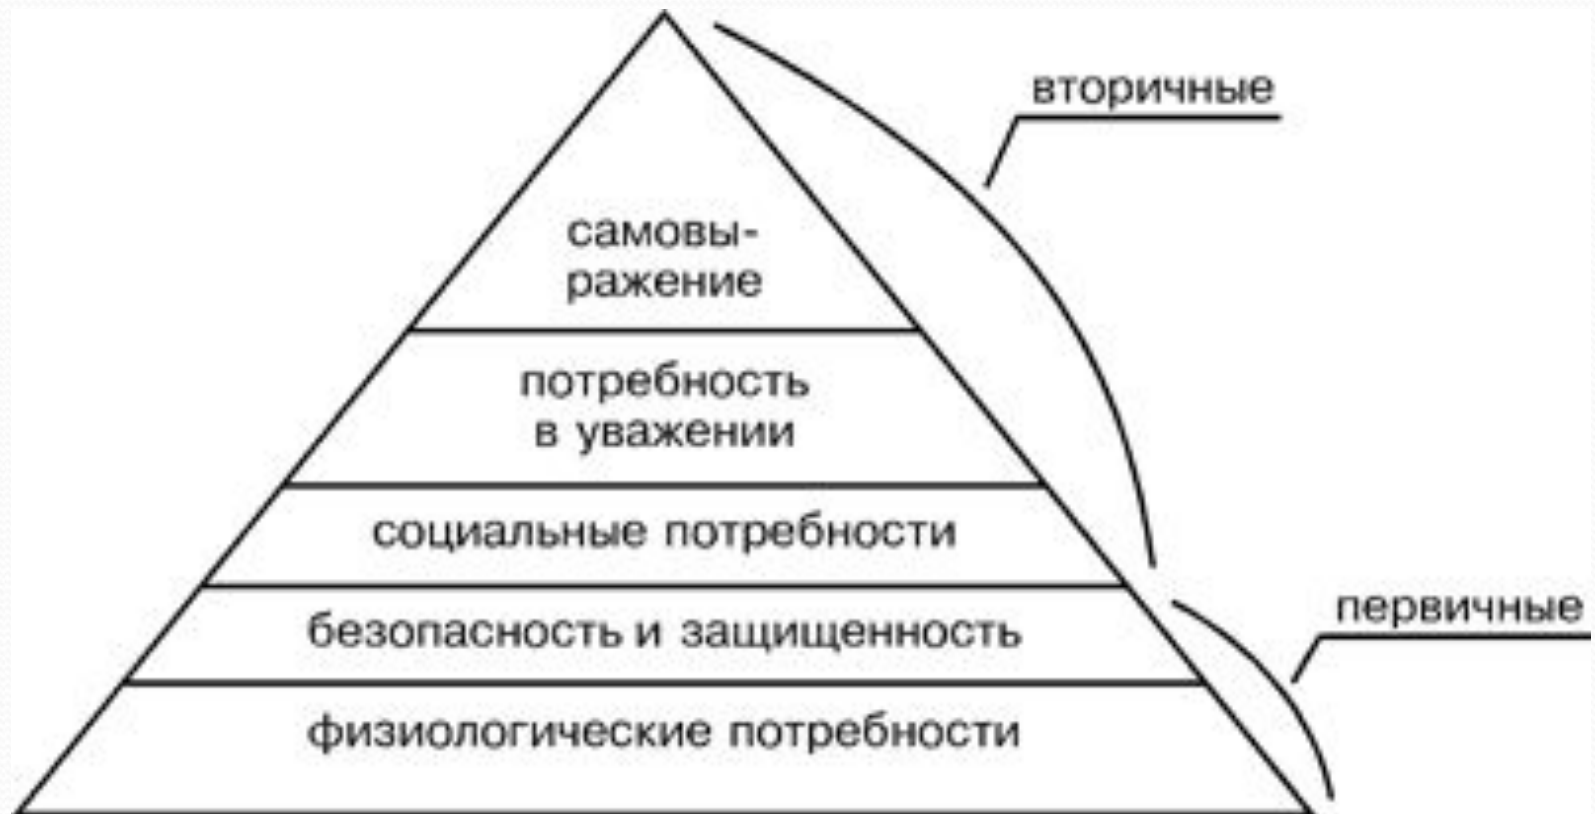 вторичные
самовы-
ражение
потребность
в уважении
социальные потребности
безопасность и защищенность
первичные
физиологические потребности